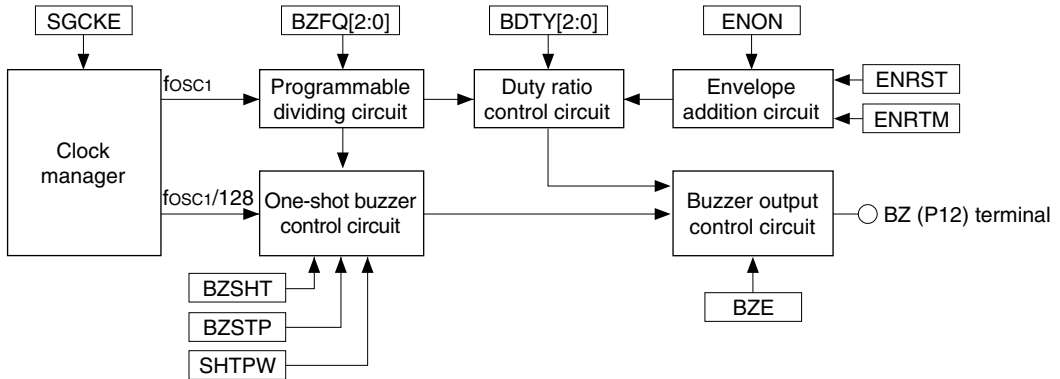 SGCKE
BZFQ[2:0]
BDTY[2:0]
ENON
fOSC1
Programmable
dividing circuit
Duty ratio
control circuit
Envelope
addition circuit
ENRST
ENRTM
Clock
manager
fOSC1/128
One-shot buzzer
control circuit
Buzzer output
control circuit
BZ (P12) terminal
BZSHT
BZSTP
SHTPW
BZE